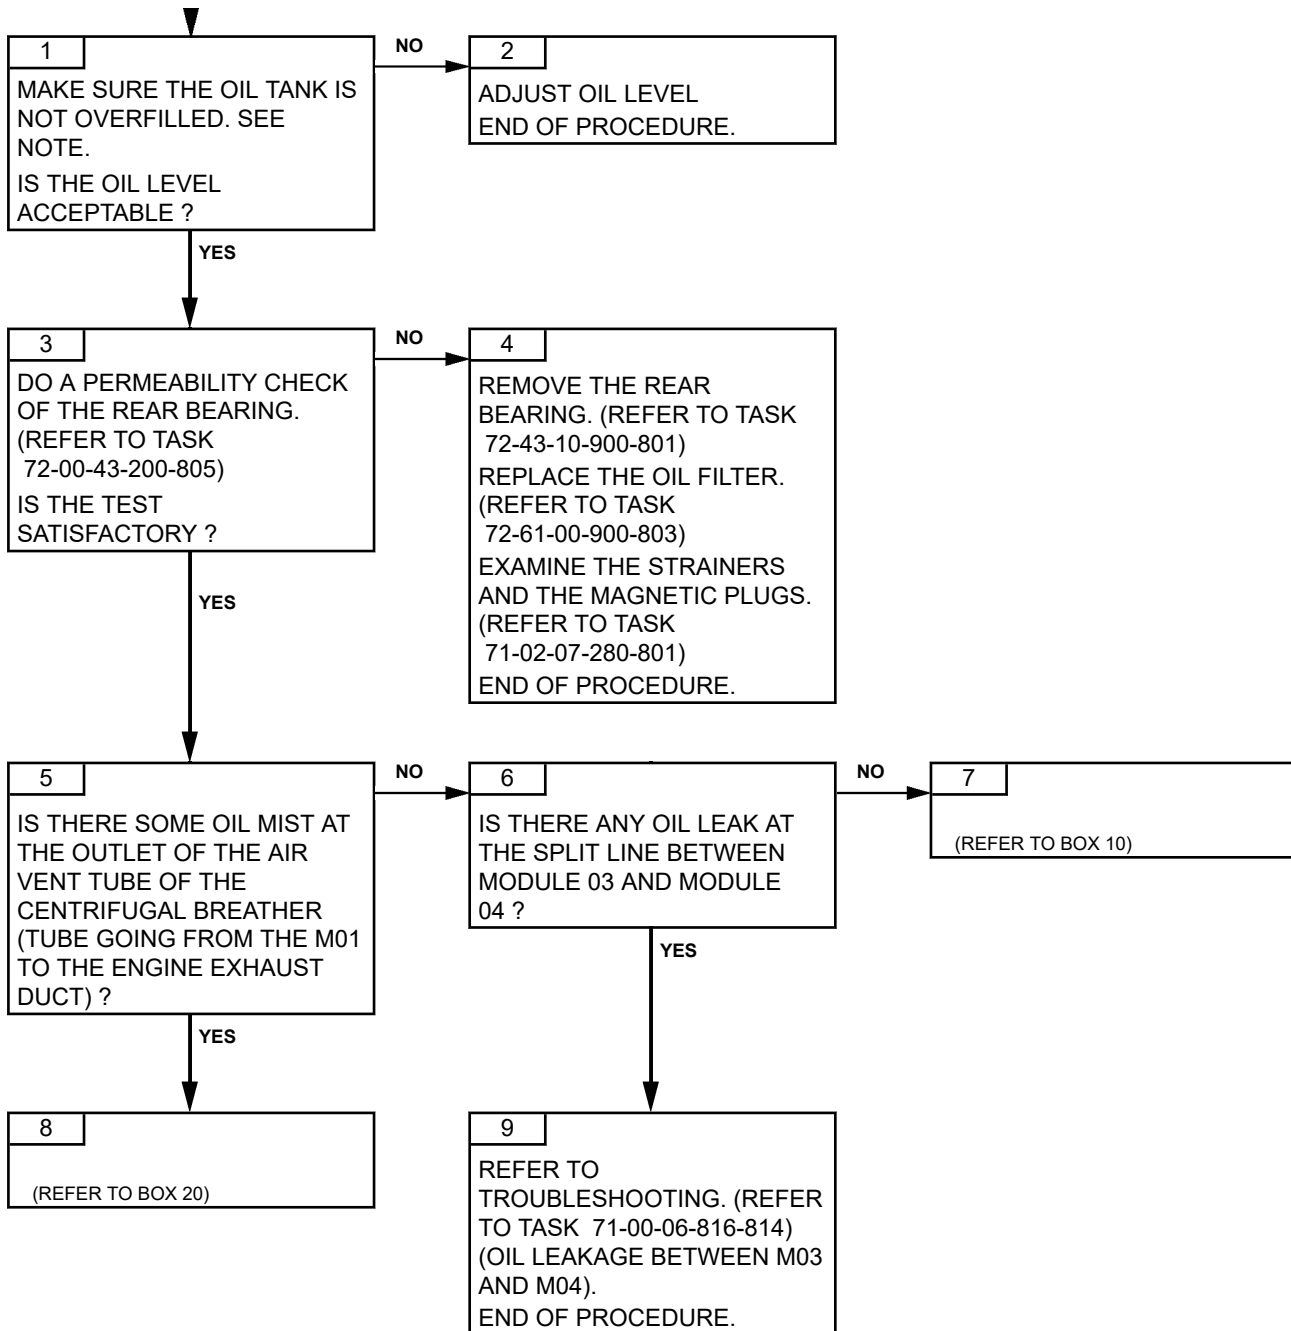 1
MAKE SURE THE OIL TANK IS
NOT OVERFILLED. SEE
NOTE.
IS THE OIL LEVEL
ACCEPTABLE ?
NO
2
ADJUST OIL LEVEL
END OF PROCEDURE.
YES
3
DO A PERMEABILITY CHECK
OF THE REAR BEARING.
(REFER TO TASK
72-00-43-200-805)
IS THE TEST
SATISFACTORY ?
NO
4
REMOVE THE REAR
BEARING. (REFER TO TASK
72-43-10-900-801)
REPLACE THE OIL FILTER.
(REFER TO TASK
72-61-00-900-803)
EXAMINE THE STRAINERS
AND THE MAGNETIC PLUGS.
(REFER TO TASK
71-02-07-280-801)
END OF PROCEDURE.
YES
5
IS THERE SOME OIL MIST AT
THE OUTLET OF THE AIR
VENT TUBE OF THE
CENTRIFUGAL BREATHER
(TUBE GOING FROM THE M01
TO THE ENGINE EXHAUST
DUCT) ?
NO
6
IS THERE ANY OIL LEAK AT
THE SPLIT LINE BETWEEN
MODULE 03 AND MODULE
04 ?
NO
7
(REFER TO BOX 10)
YES
YES
8
(REFER TO BOX 20)
9
REFER TO
TROUBLESHOOTING. (REFER
TO TASK 71-00-06-816-814)
(OIL LEAKAGE BETWEEN M03
AND M04).
END OF PROCEDURE.